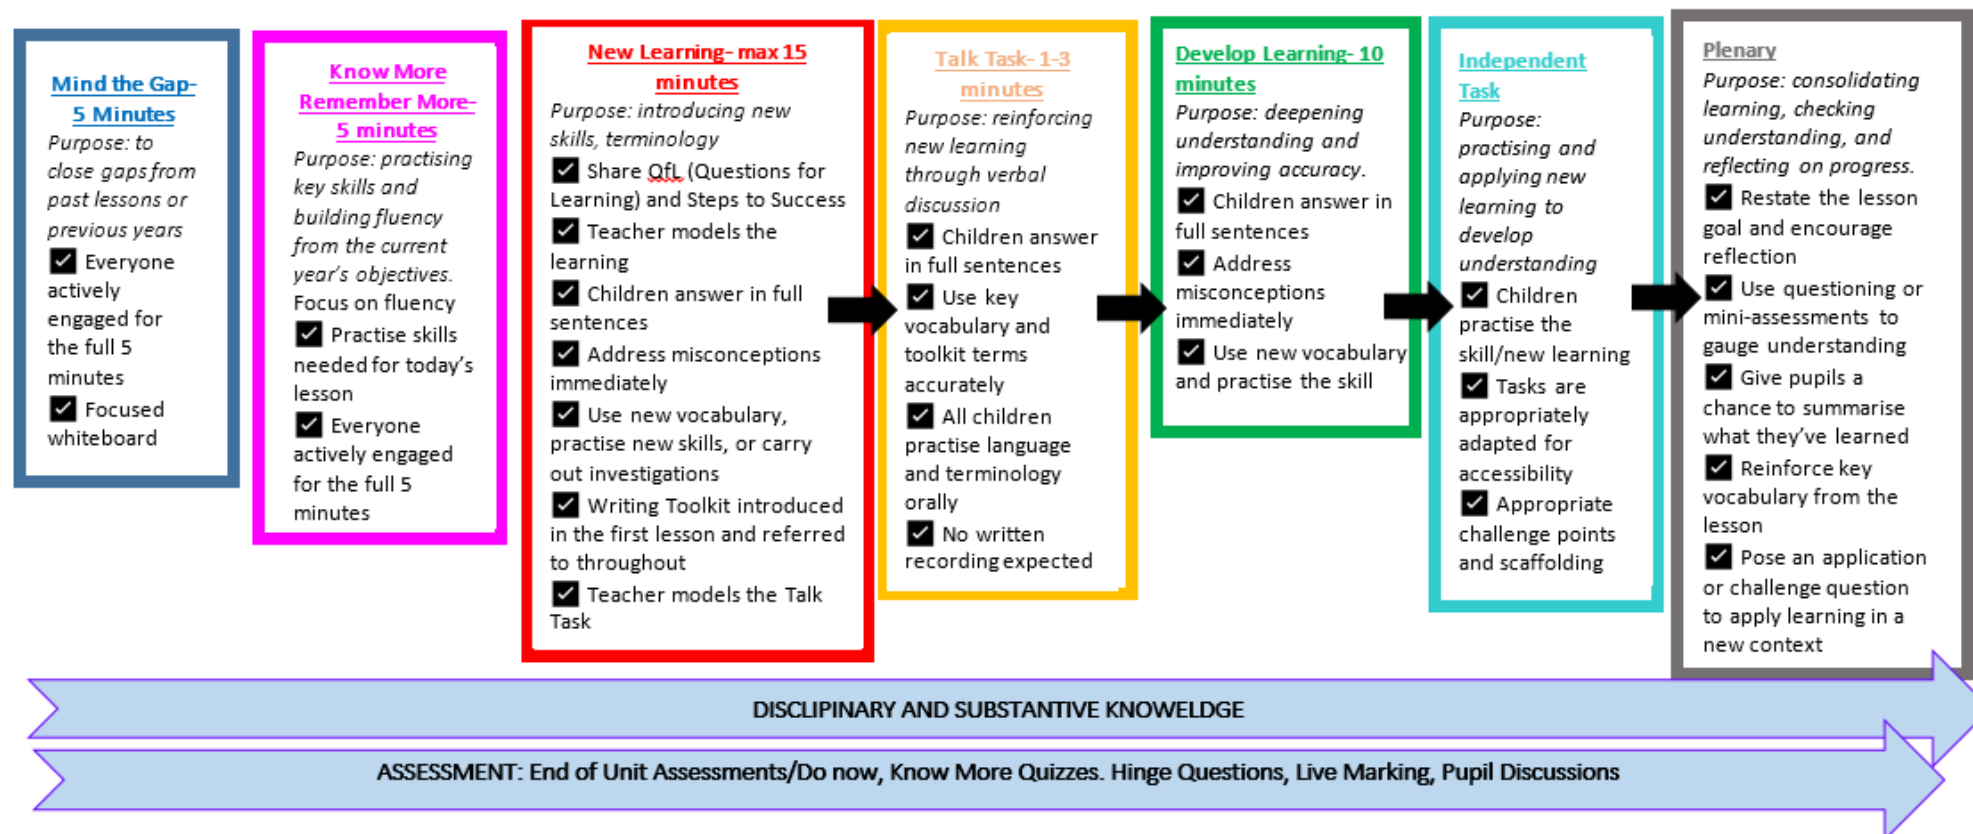 Mind the Gap-
5 Minutes
Purpose: to
close gaps from
past lessons or
previous years
Everyone
actively
engaged for
the full 5
minutes
Focused
whiteboard
Know More
Remember More-
5 minutes
Purpose: practising
key skills and
building fluency
from the current
year's objectives.
Focus on fluency
Practise skills
needed for today's
lesson
Everyone
actively engaged
for the full 5
minutes
New Learning- max 15
minutes
Purpose: introducing new
skills, terminology
Share QfL (Questions for
Learning) and Steps to Success
Teacher models the
learning
Children answer in full
sentences
Address misconceptions
immediately
Use new vocabulary,
practise new skills, or carry
out investigations
Writing Toolkit introduced
in the first lesson and referred
to throughout
Teacher models the Talk
Task
Talk Task- 1-3
minutes
Purpose: reinforcing
new learning
through verbal
discussion
Children answer
in full sentences
Use key
vocabulary and
toolkit terms
accurately
All children
practise language
and terminology
orally
No written
recording expected
Develop Learning- 10
minutes
Purpose: deepening
understanding and
improving accuracy.
Children answer in
full sentences
Address
misconceptions
immediately
Use new vocabulary
and practise the skill
Independent
Task
Purpose:
practising and
applying new
learning to
develop
understanding
Children
practise the
skill/new learning
Tasks are
appropriately
adapted for
accessibility
Appropriate
challenge points
and scaffolding
Plenary
Purpose: consolidating
learning, checking
understanding, and
reflecting on progress.
Restate the lesson
goal and encourage
reflection
Use questioning or
mini-assessments to
gauge understanding
Give pupils a
chance to summarise
what they've learned
Reinforce key
vocabulary from the
lesson
Pose an application
or challenge question
to apply learning in a
new context
DISCLIPINARY AND SUBSTANTIVE KNOWELDGE
ASSESSMENT: End of Unit Assessments/Do now, Know More Quizzes. Hinge Questions, Live Marking, Pupil Discussions